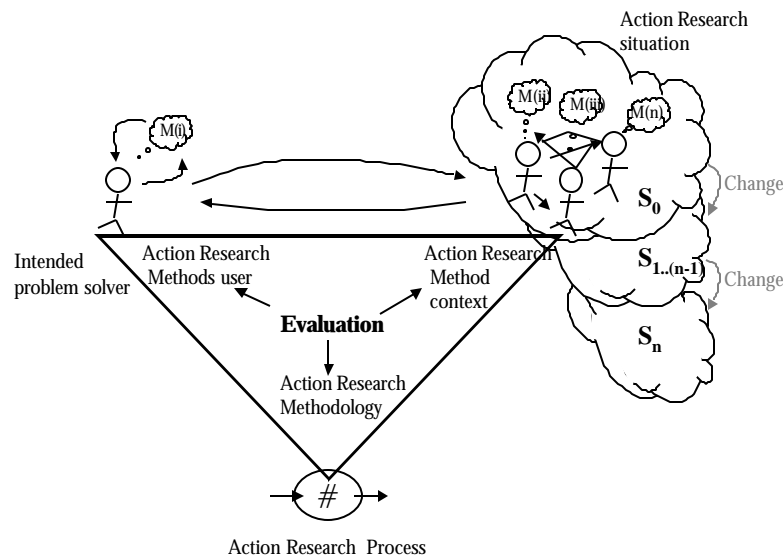 Action Research
situation
M(ii)
M(iii)
M(n)
M(i)
S0
Change
Intended
problem solver
Action Research
Methods user
Action Research
Method
context
S1..(n-1)
Change
Evaluation
Sn
Action Research
Methodology
#
Action Research Process